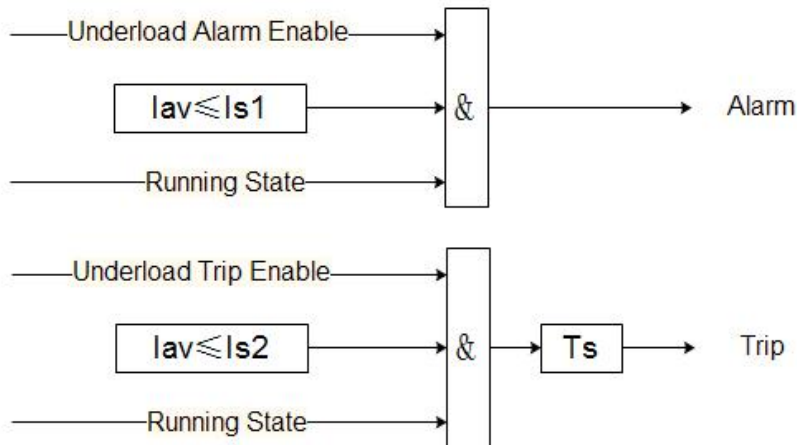 Underload Alarm Enable
Iav≤Is1
&
Alarm
Running State
Underload Trip Enable
Iav≤Is2
&
Ts
Trip
Running State